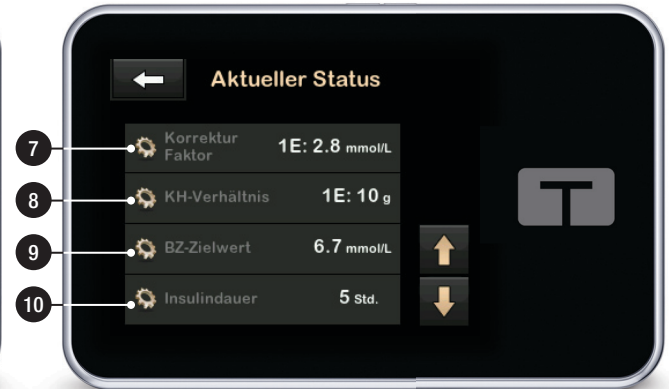 Aktueller Status
7
Korrektur
Faktor
1E: 2.8 mmol/L
8
KH-Verhältnis 1E: 10 g
9
BZ-Zielwert 6.7 mmol/L
10
Insulindauer 5 Std.